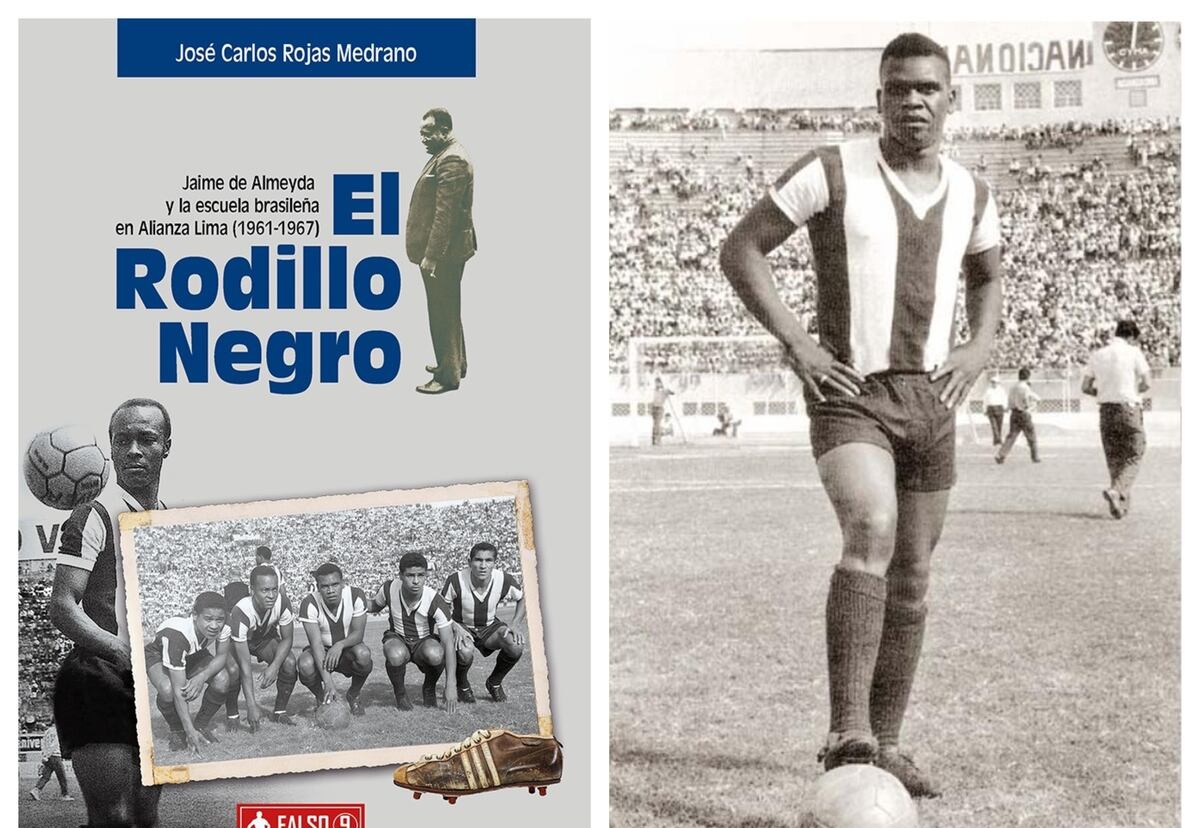 José Carlos Rojas Medrano
Jaime de Almeyda
y la escuela brasileña
en Alianza Lima (1961-1967)
El
Rodillo
Negro
FALSO 9
CYMA